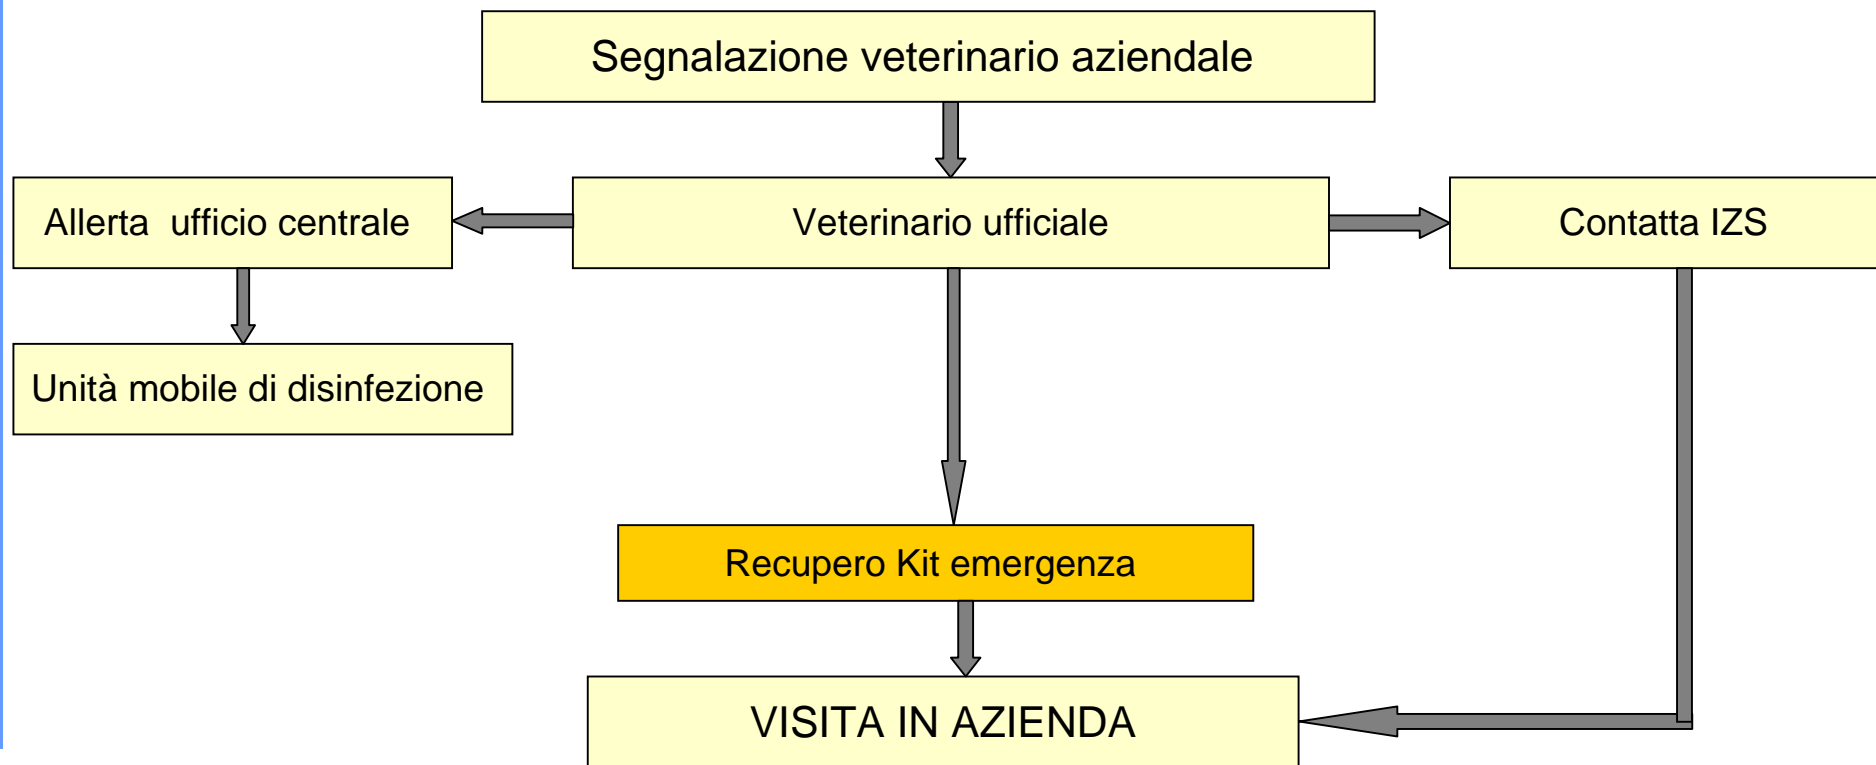 Segnalazione veterinario aziendale
Allerta ufficio centrale
Veterinario ufficiale
Contatta IZS
Unità mobile di disinfezione
Recupero Kit emergenza
VISITA IN AZIENDA